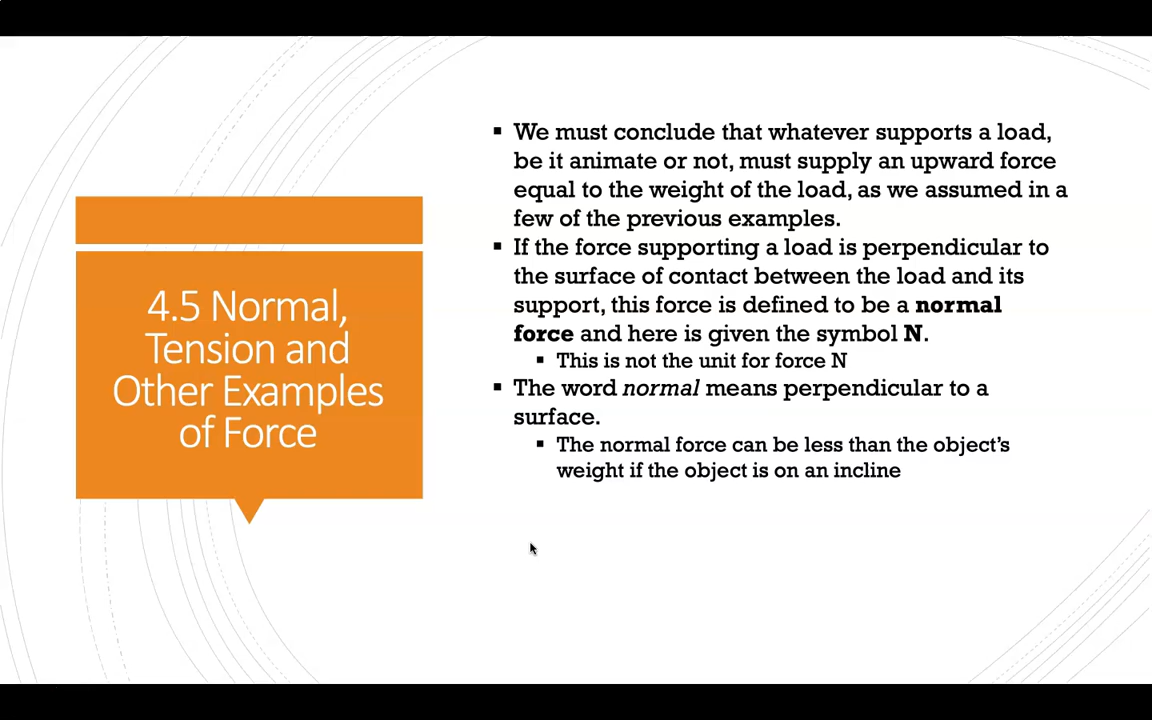 4.5 Normal,
Tension and
Other Examples
of Force
▪ We must conclude that whatever supports a load,
be it animate or not, must supply an upward force
equal to the weight of the load, as we assumed in a
few of the previous examples.
▪ If the force supporting a load is perpendicular to
the surface of contact between the load and its
support, this force is defined to be a normal
force and here is given the symbol N.
▪ This is not the unit for force N
▪ The word normal means perpendicular to a
surface.
▪ The normal force can be less than the object’s
weight if the object is on an incline